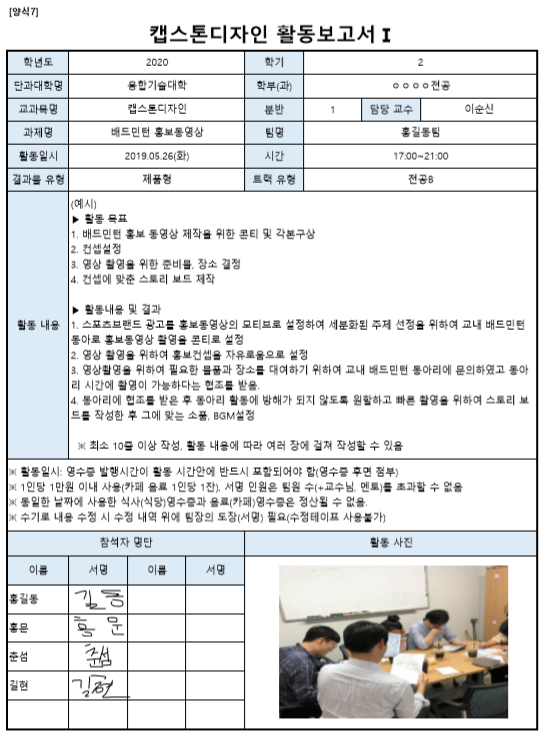 [양식7]
캡스톤디자인 활동보고서 I
학년도 2020 학기 2
단과대학명 융합기술대학 학부(과) ㅇㅇㅇㅇ전공
교과목명 캡스톤디자인 분반 1 담당 교수 이순신
과제명 배드민턴 홍보동영상 팀명 홍길동팀
활동일시 2019.05.26(화) 시간 17:00~21:00
결과물 유형 제품형 트랙 유형 전공B
활동 내용
(예시)
▶ 활동 목표
1. 배드민턴 홍보 동영상 제작을 위한 콘티 및 각본구상
2. 컨셉설정
3. 영상 촬영을 위한 준비물, 장소 결정
4. 컨셉에 맞춘 스토리 보드 제작
▶ 활동내용 및 결과
1. 스포츠브랜드 광고를 홍보동영상의 모티브로 설정하여 세분화된 주제 선정을 위하여 교내 배드민턴
동아로 홍보동영상 촬영을 콘티로 설정
2. 영상 촬영을 위하여 홍보컨셉을 자유로움으로 설정
3. 영상촬영을 위하여 필요한 물품과 장소를 대여하기 위하여 교내 배드민턴 동아리에 문의하였고 동아
리 시간에 촬영이 가능하다는 협조를 받음.
4. 동아리에 협조를 받은 후 동아리 활동에 방해가 되지 않도록 원활하고 빠른 촬영을 위하여 스토리 보
드를 작성한 후 그에 맞는 소품, BGM설정
※ 최소 10줄 이상 작성, 활동 내용에 따라 여러 장에 걸쳐 작성할 수 있음
※ 활동일시: 영수증 발행시간이 활동 시간안에 반드시 포함되어야 함(영수증 후면 첨부)
※ 1인당 1만원 이내 사용(카페 음료 1인당 1잔), 서명 인원은 팀원 수(+교수님, 멘토)를 초과할 수 없음
※ 동일한 날짜에 사용한 식사(식당)영수증과 음료(카페)영수증은 정산될 수 없음.
※ 수기로 내용 수정 시 수정 내역 위에 팀장의 도장(서명) 필요(수정테이프 사용불가)
참석자 명단 활동 사진
이름 서명 이름 서명
홍길동 길동
홍문 홍문
춘섬 춘섬
길현 길현